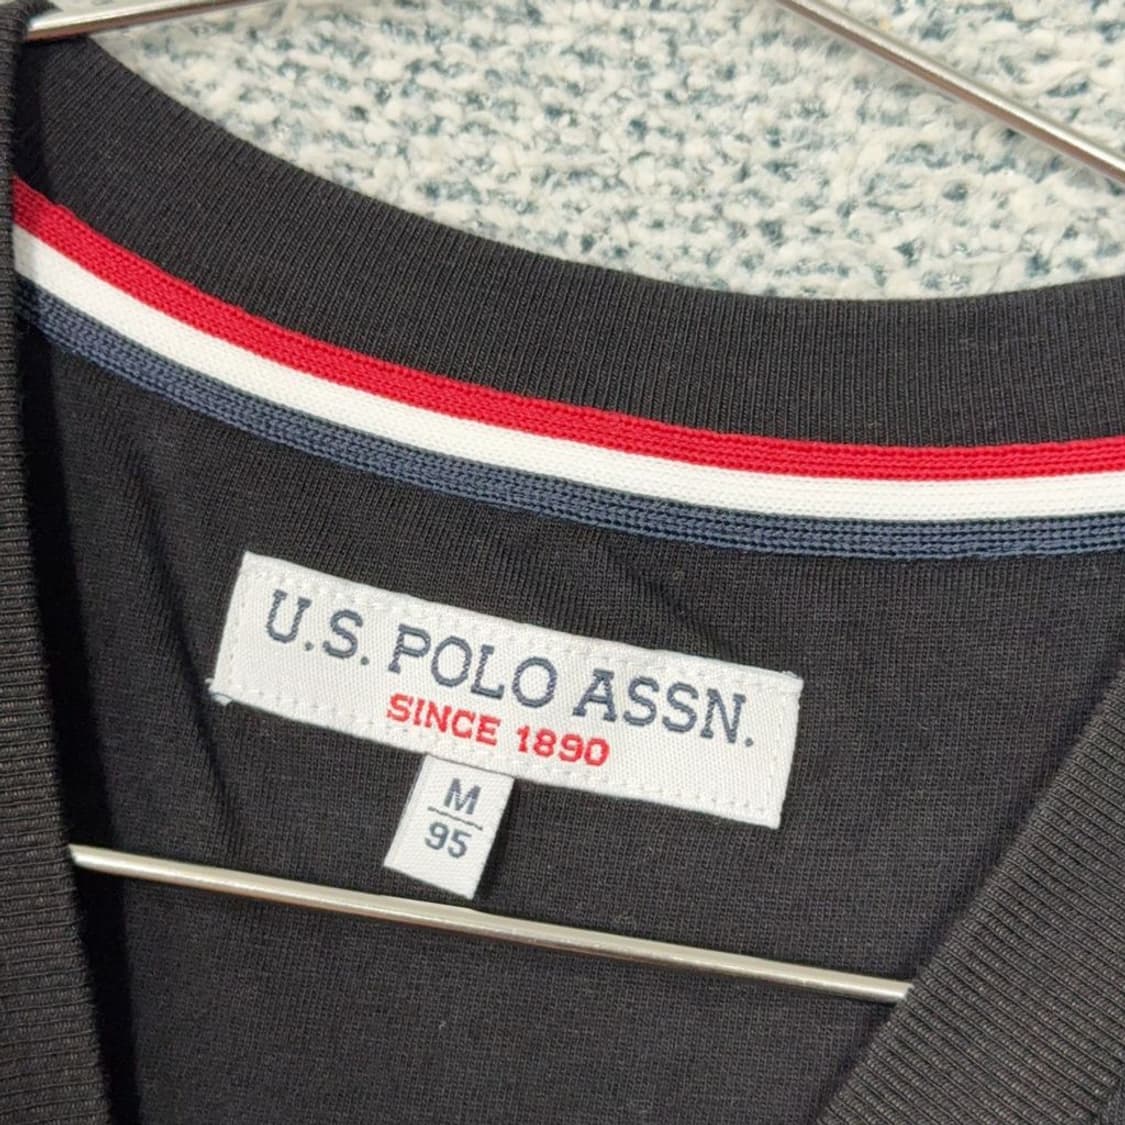 U.S. POLO ASSN.
SINCE 1890
M
95